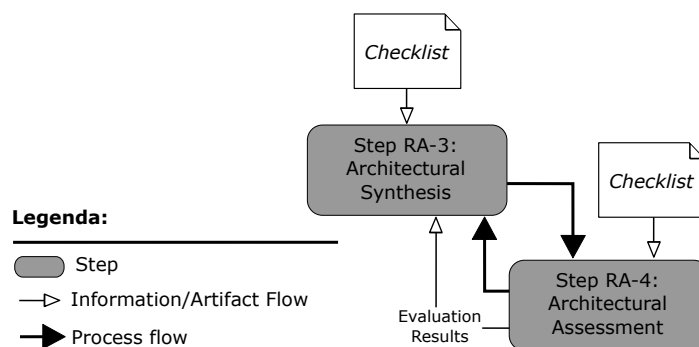 Checklist
Step RA-3:
Architectural
Synthesis
Checklist
Legenda:
Step
Information/Artifact Flow
Process flow
Evaluation
Results
Step RA-4:
Architectural
Assessment